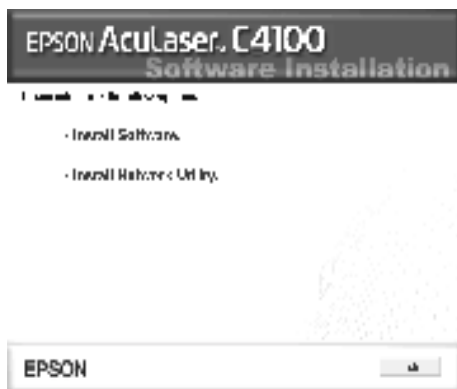 EPSON AcuLaser. C4100
Software Installation
- Install Software.
- Install Network Utility.
EPSON